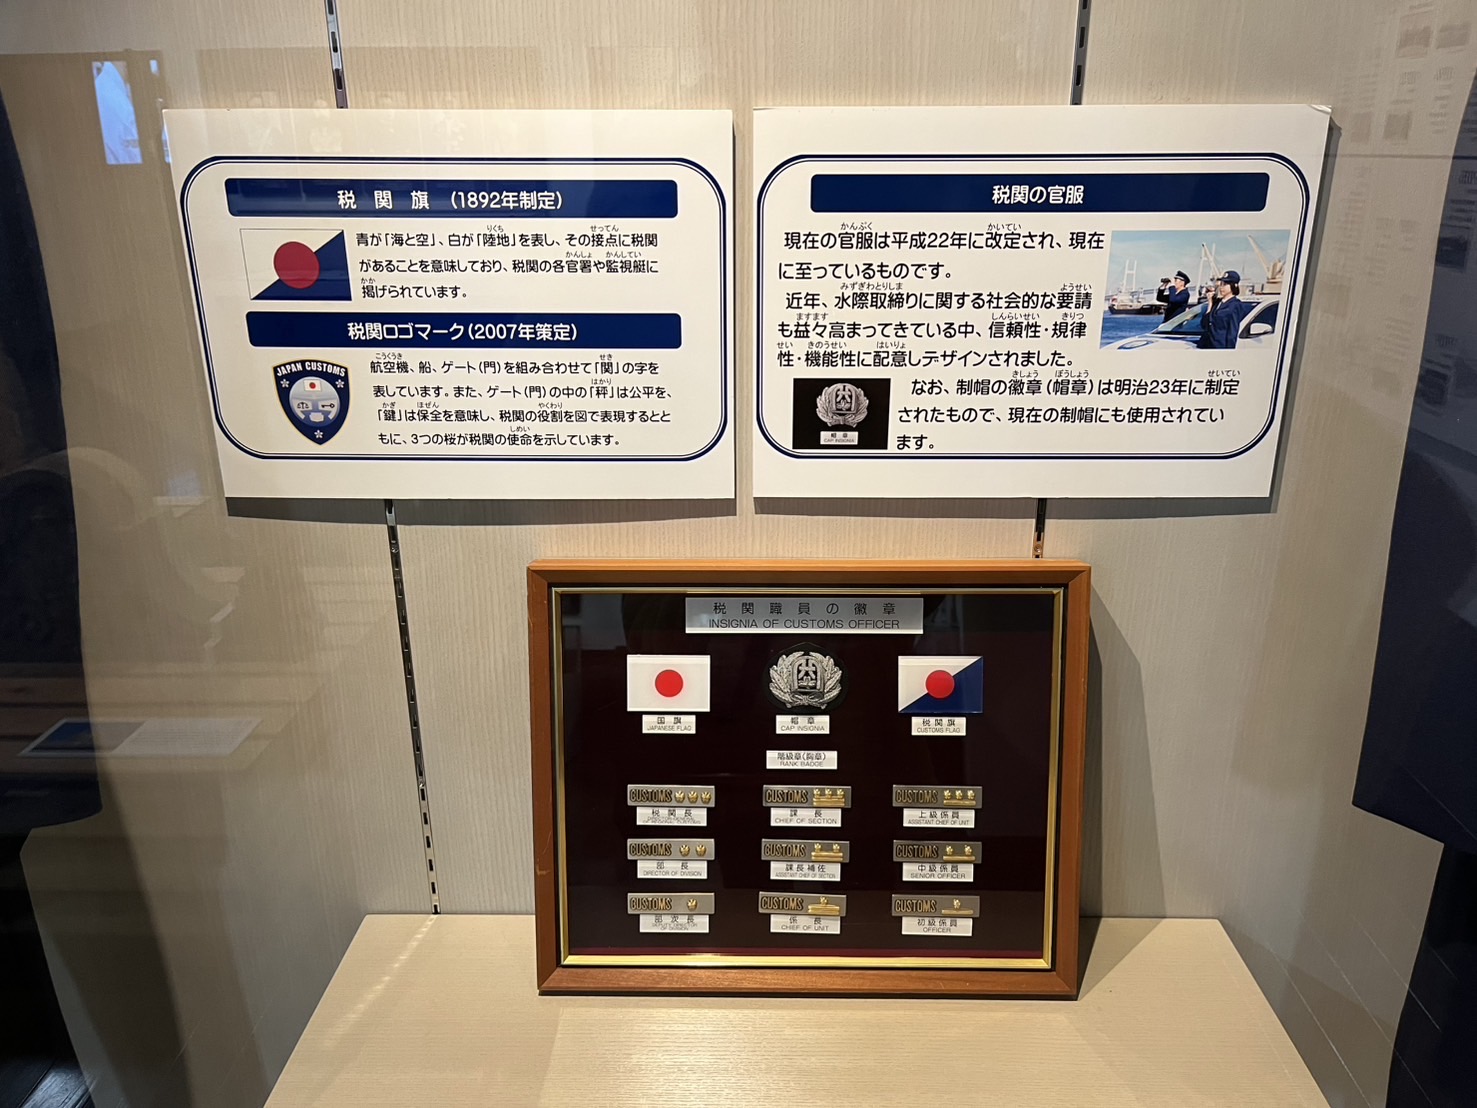 税関旗（1892年制定）
青が「海と空」、白が「陸地」を表し、その接点に税関
があることを意味しており、税関の各官署や監視艇に
掲げられています。
税関ロゴマーク（2007年策定）
JAPAN CUSTOMS
航空機、船、ゲート（門）を組み合わせて「関」の字を
表しています。また、ゲート（門）の中の「秤」は公平を、
「鍵」は保全を意味し、税関の役割を図で表現するとと
もに、3つの桜が税関の使命を示しています。
税関の官服
現在の官服は平成22年に改定され、現在
に至っているものです。
近年、水際取締りに関する社会的な要請
も益々高まってきている中、信頼性・規律
性・機能性に配意しデザインされました。
なお、制帽の徽章（帽章）は明治23年に制定
されたもので、現在の制帽にも使用されてい
ます。
帽章
CAP INSIGNIA
税関職員の徽章
INSIGNIA OF CUSTOMS OFFICER
国旗
JAPANESE FLAG
帽章
CAP INSIGNIA
税関旗
CUSTOMS FLAG
階級章（胸章）
RANK BADGE
CUSTOMS
税関長
CUSTOMS
課長
CHIEF OF SECTION
CUSTOMS
上級係員
ASSISTANT CHIEF OF UNIT
CUSTOMS
部長
DIRECTOR OF DIVISION
CUSTOMS
課長補佐
ASSISTANT CHIEF OF SECTION
CUSTOMS
中級係員
SENIOR OFFICER
CUSTOMS
部次長
DEPUTY DIRECTOR
OF DIVISION
CUSTOMS
係長
CHIEF OF UNIT
CUSTOMS
初級係員
OFFICER